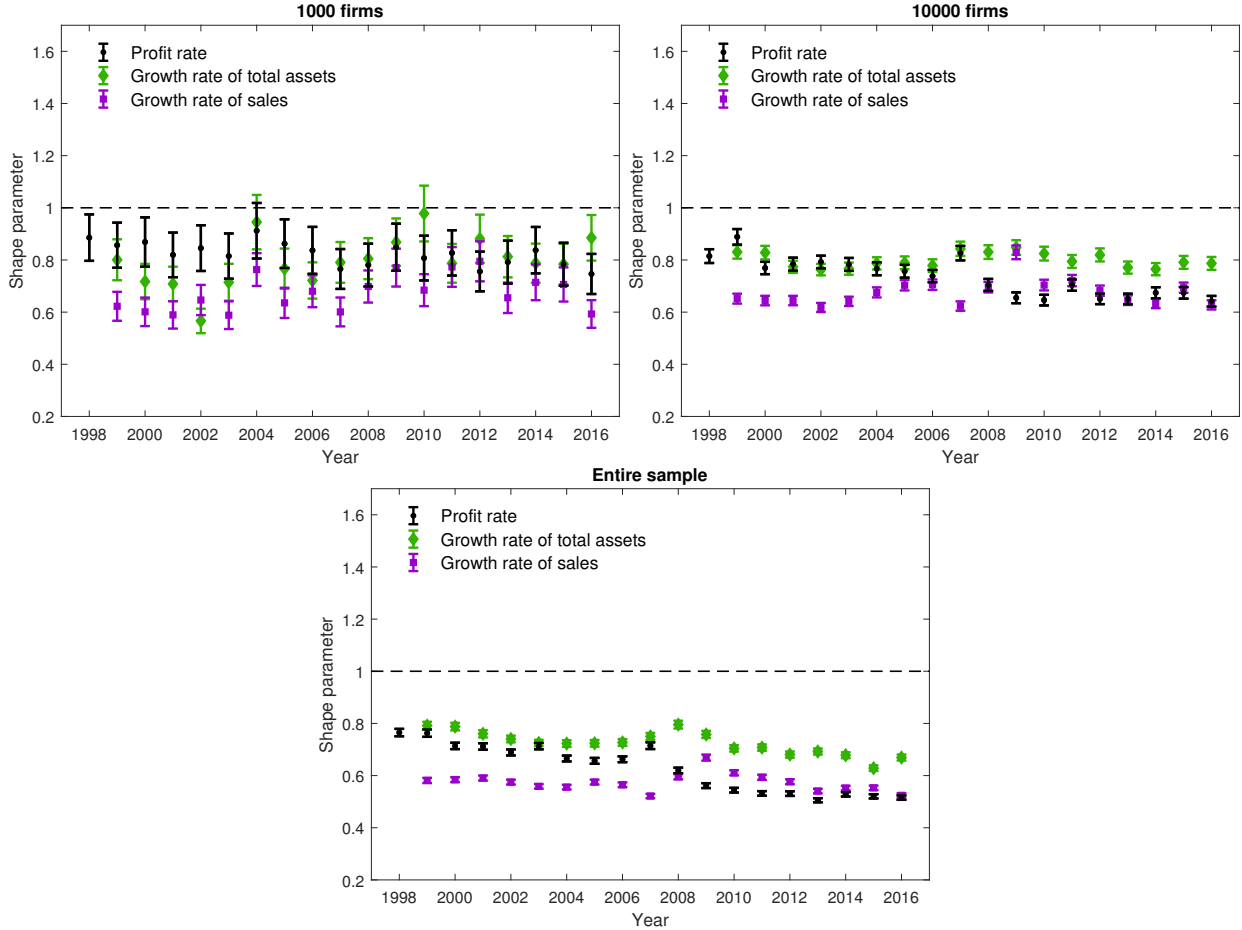 1000 firms
1.6
1.4
1.2
1
0.8
0.6
0.4
0.2
Shape parameter
Profit rate
Growth rate of total assets
Growth rate of sales
1998 2000 2002 2004 2006 2008 2010 2012 2014 2016
Year
10000 firms
1.6
1.4
1.2
1
0.8
0.6
0.4
0.2
Shape parameter
Profit rate
Growth rate of total assets
Growth rate of sales
1998 2000 2002 2004 2006 2008 2010 2012 2014 2016
Year
Entire sample
1.6
1.4
1.2
1
0.8
0.6
0.4
0.2
Shape parameter
Profit rate
Growth rate of total assets
Growth rate of sales
1998 2000 2002 2004 2006 2008 2010 2012 2014 2016
Year